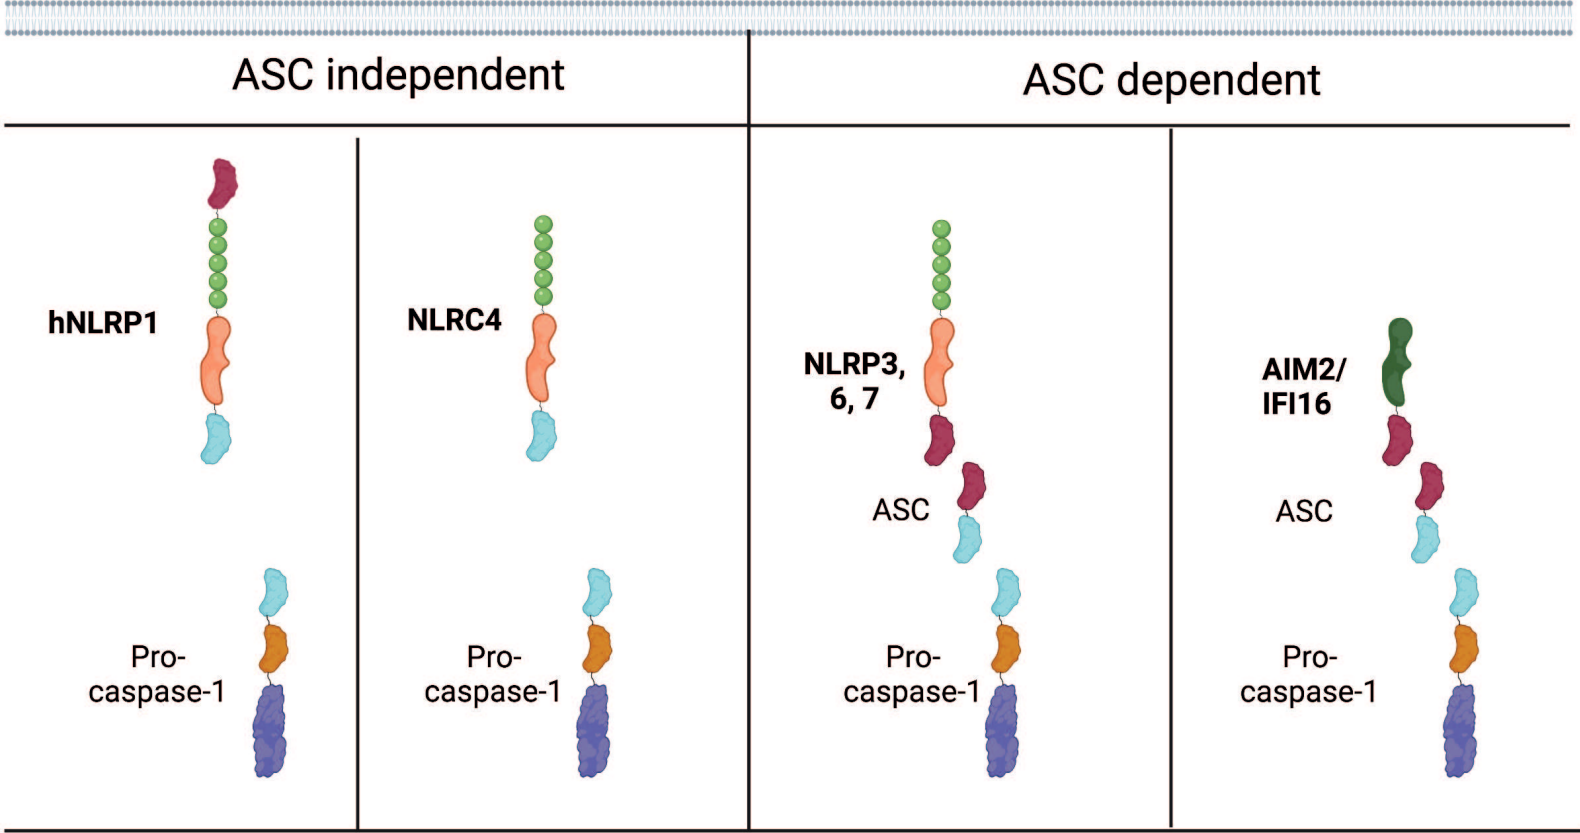 ASC independent
ASC dependent
hNLRP1
NLRC4
NLRP3,
6, 7
AIM2/
IFI16
ASC
ASC
Pro-
caspase-1
Pro-
caspase-1
Pro-
caspase-1
Pro-
caspase-1